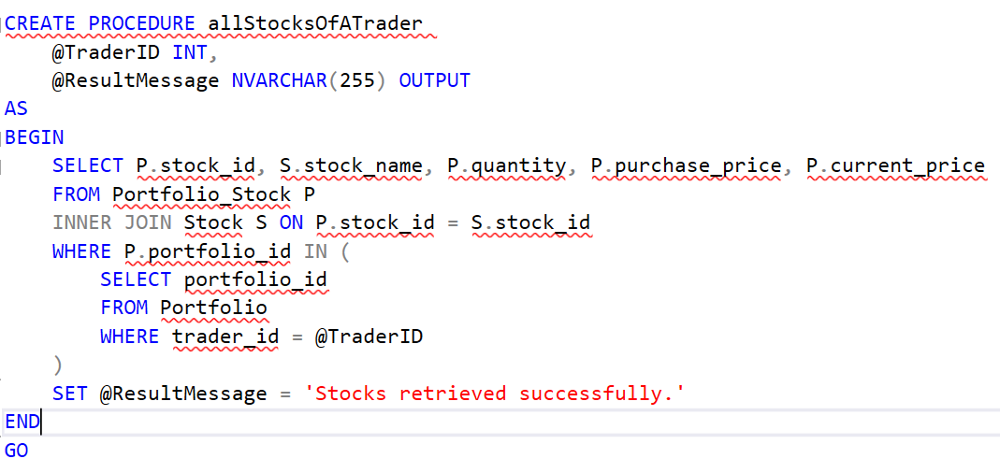 CREATE PROCEDURE allStocksOfATrader
    @TraderID INT,
    @ResultMessage NVARCHAR(255) OUTPUT
AS
BEGIN
    SELECT P.stock_id, S.stock_name, P.quantity, P.purchase_price, P.current_price
    FROM Portfolio_Stock P
    INNER JOIN Stock S ON P.stock_id = S.stock_id
    WHERE P.portfolio_id IN (
        SELECT portfolio_id
        FROM Portfolio
        WHERE trader_id = @TraderID
    )
    SET @ResultMessage = 'Stocks retrieved successfully.'
END
GO